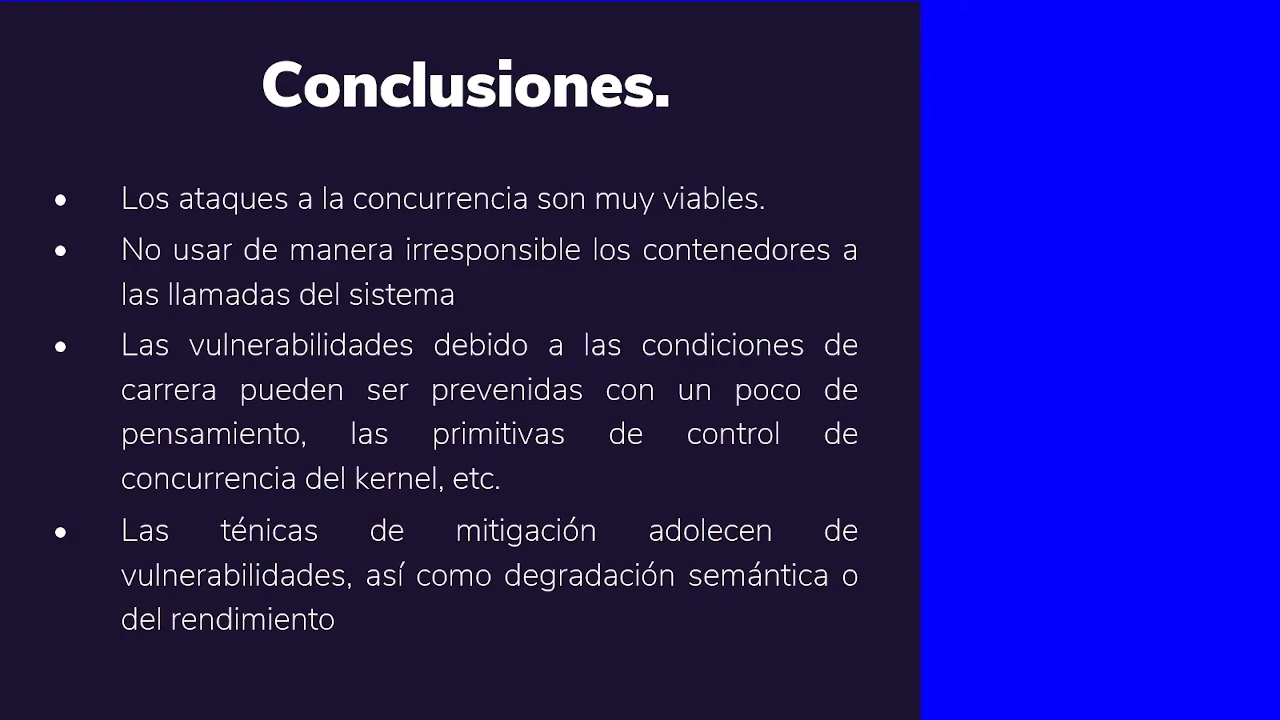 Conclusiones.
• Los ataques a la concurrencia son muy viables.
• No usar de manera irresponsible los contenedores a
las llamadas del sistema
• Las vulnerabilidades debido a las condiciones de
carrera pueden ser prevenidas con un poco de
pensamiento, las primitivas de control de
concurrencia del kernel, etc.
• Las ténicas de mitigación adolecen de
vulnerabilidades, así como degradación semántica o
del rendimiento